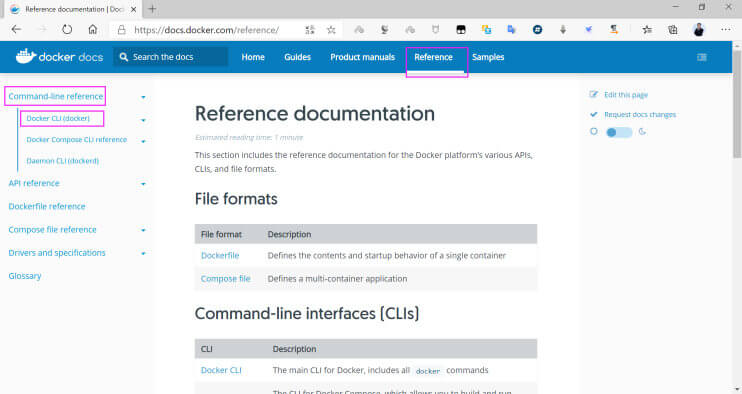 Reference documentation | Dock
https://docs.docker.com/reference/
docker docs
Search the docs
Home
Guides
Product manuals
Reference
Samples
Command-line reference
Docker CLI (docker)
Docker Compose CLI reference
Daemon CLI (dockerd)
API reference
Dockerfile reference
Compose file reference
Drivers and specifications
Glossary
Reference documentation
Estimated reading time: 1 minute
This section includes the reference documentation for the Docker platform's various APIs,
CLIs, and file formats.
File formats
File format Description
Dockerfile Defines the contents and startup behavior of a single container
Compose file Defines a multi-container application
Command-line interfaces (CLIs)
CLI Description
Docker CLI The main CLI for Docker, includes all docker commands
The CLI for Docker Compose, which allows you to build and run
Edit this page
Request docs changes